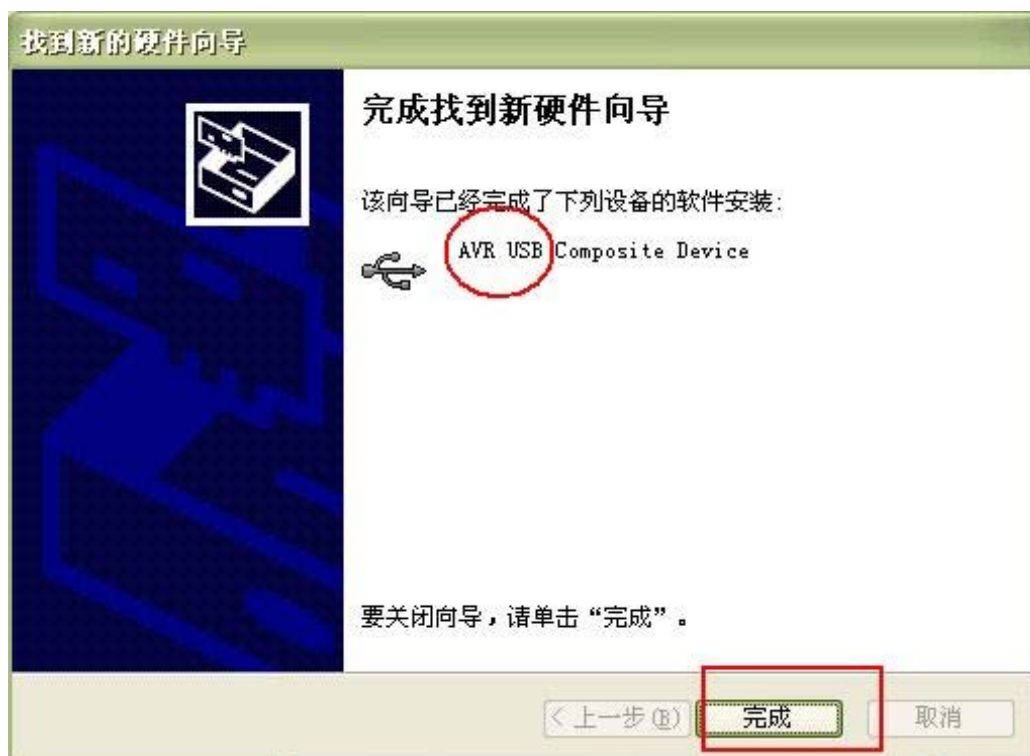 找到新的硬件向导
完成找到新硬件向导
该向导已经完成了下列设备的软件安装:
AVR USB Composite Device
要关闭向导，请单击“完成”。
< 上一步(B)
完成
取消